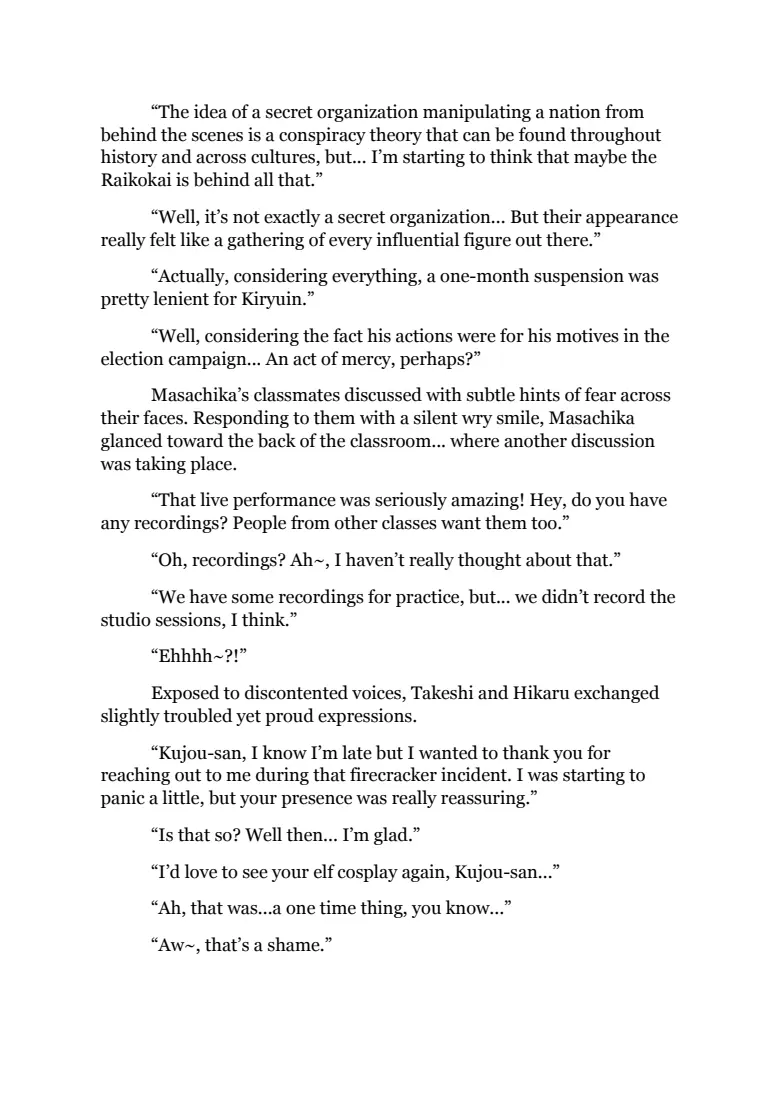 “The idea of a secret organization manipulating a nation from
behind the scenes is a conspiracy theory that can be found throughout
history and across cultures, but... I’m starting to think that maybe the
Raikokai is behind all that.”
“Well, it’s not exactly a secret organization... But their appearance
really felt like a gathering of every influential figure out there.”
“Actually, considering everything, a one-month suspension was
pretty lenient for Kiryuin.”
“Well, considering the fact his actions were for his motives in the
election campaign... An act of mercy, perhaps?”
Masachika’s classmates discussed with subtle hints of fear across
their faces. Responding to them with a silent wry smile, Masachika
glanced toward the back of the classroom... where another discussion
was taking place.
“That live performance was seriously amazing! Hey, do you have
any recordings? People from other classes want them too.”
“Oh, recordings? Ah~, I haven’t really thought about that.”
“We have some recordings for practice, but... we didn’t record the
studio sessions, I think.”
“Ehhhh~?!”
Exposed to discontented voices, Takeshi and Hikaru exchanged
slightly troubled yet proud expressions.
“Kujou-san, I know I’m late but I wanted to thank you for
reaching out to me during that firecracker incident. I was starting to
panic a little, but your presence was really reassuring.”
“Is that so? Well then... I’m glad.”
“I’d love to see your elf cosplay again, Kujou-san...”
“Ah, that was...a one time thing, you know...”
“Aw~, that’s a shame.”